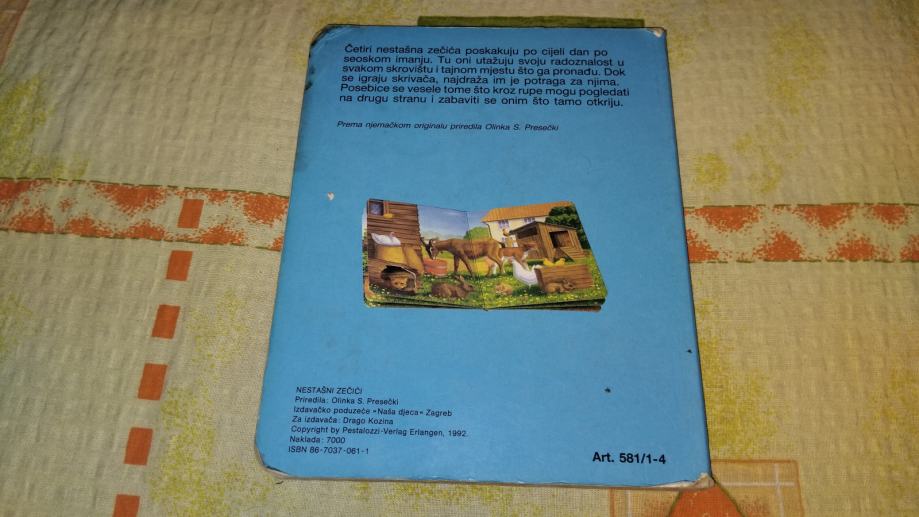 Četiri nestašna zečića poskakuju po cijeli dan po
seoskom imanju. Tu oni utažuju svoju radoznalost u
svakom skrovištu i tajnom mjestu što ga pronađu. Dok
se igraju skrivača, najdraža im je potraga za njima.
Posebice se vesele tome što kroz rupe mogu pogledati
na drugu stranu i zabaviti se onim što tamo otkriju.
Prema njemačkom originalu priredila Olinka S. Presečki
NESTAŠNI ZEČIĆI
Priredila: Olinka S. Presečki
Izdavačko poduzeće »Naša djeca« Zagreb
Za izdavača: Drago Kozina
Copyright by Pestalozzi-Verlag Erlangen, 1992.
Naklada: 7000
ISBN 86-7037-061-1
Art. 581/1-4